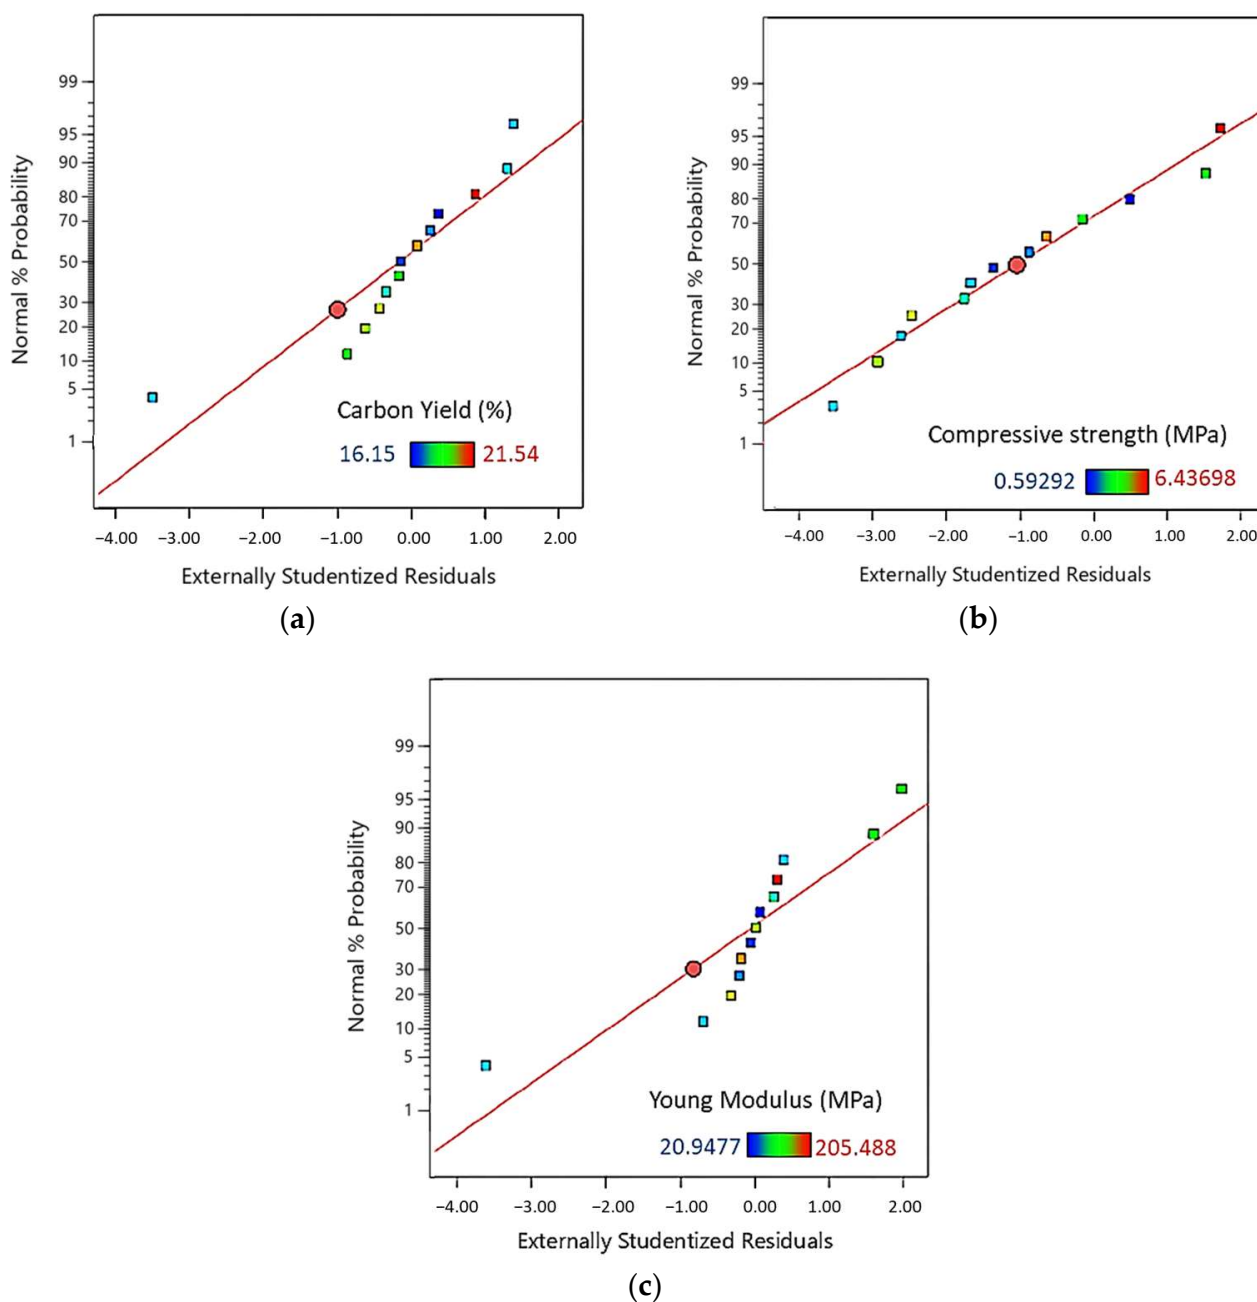 99
95
90
80
70
50
30
20
10
5
1
Normal % Probability
Carbon Yield (%)
16.15 21.54
−4.00 −3.00 −2.00 −1.00 0.00 1.00 2.00
Externally Studentized Residuals
(a)
99
95
90
80
70
50
30
20
10
5
1
Normal % Probability
Compressive strength (MPa)
0.59292 6.43698
−4.00 −3.00 −2.00 −1.00 0.00 1.00 2.00
Externally Studentized Residuals
(b)
99
95
90
80
70
50
30
20
10
5
1
Normal % Probability
Young Modulus (MPa)
20.9477 205.488
−4.00 −3.00 −2.00 −1.00 0.00 1.00 2.00
Externally Studentized Residuals
(c)